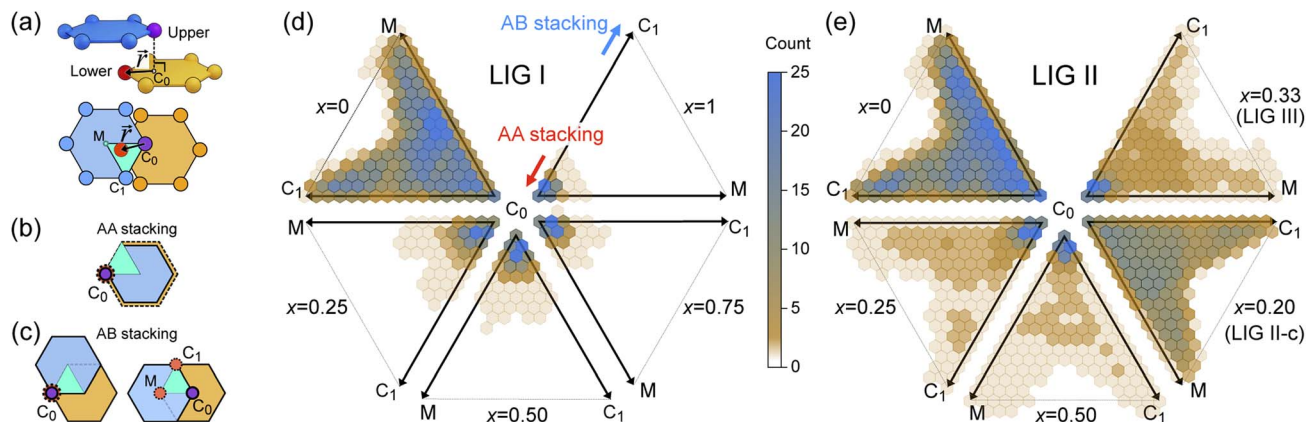 (a)
Upper
r⃗
Lower
C₀
M
r⃗
C₀
C₁
(b)
AA stacking
C₀
(c)
AB stacking
C₀
C₁
M
C₀
(d)
M
AB stacking
C₁
LIG I
x=0
x=1
AA stacking
C₁
M
C₀
M
C₁
x=0.25
x=0.75
C₁
M
M
C₁
x=0.50
Count
25
20
15
10
5
0
(e)
M
C₁
LIG II
x=0
x=0.33
(LIG III)
C₁
M
C₀
M
C₁
x=0.25
x=0.20
(LIG II-c)
C₁
M
M
C₁
x=0.50